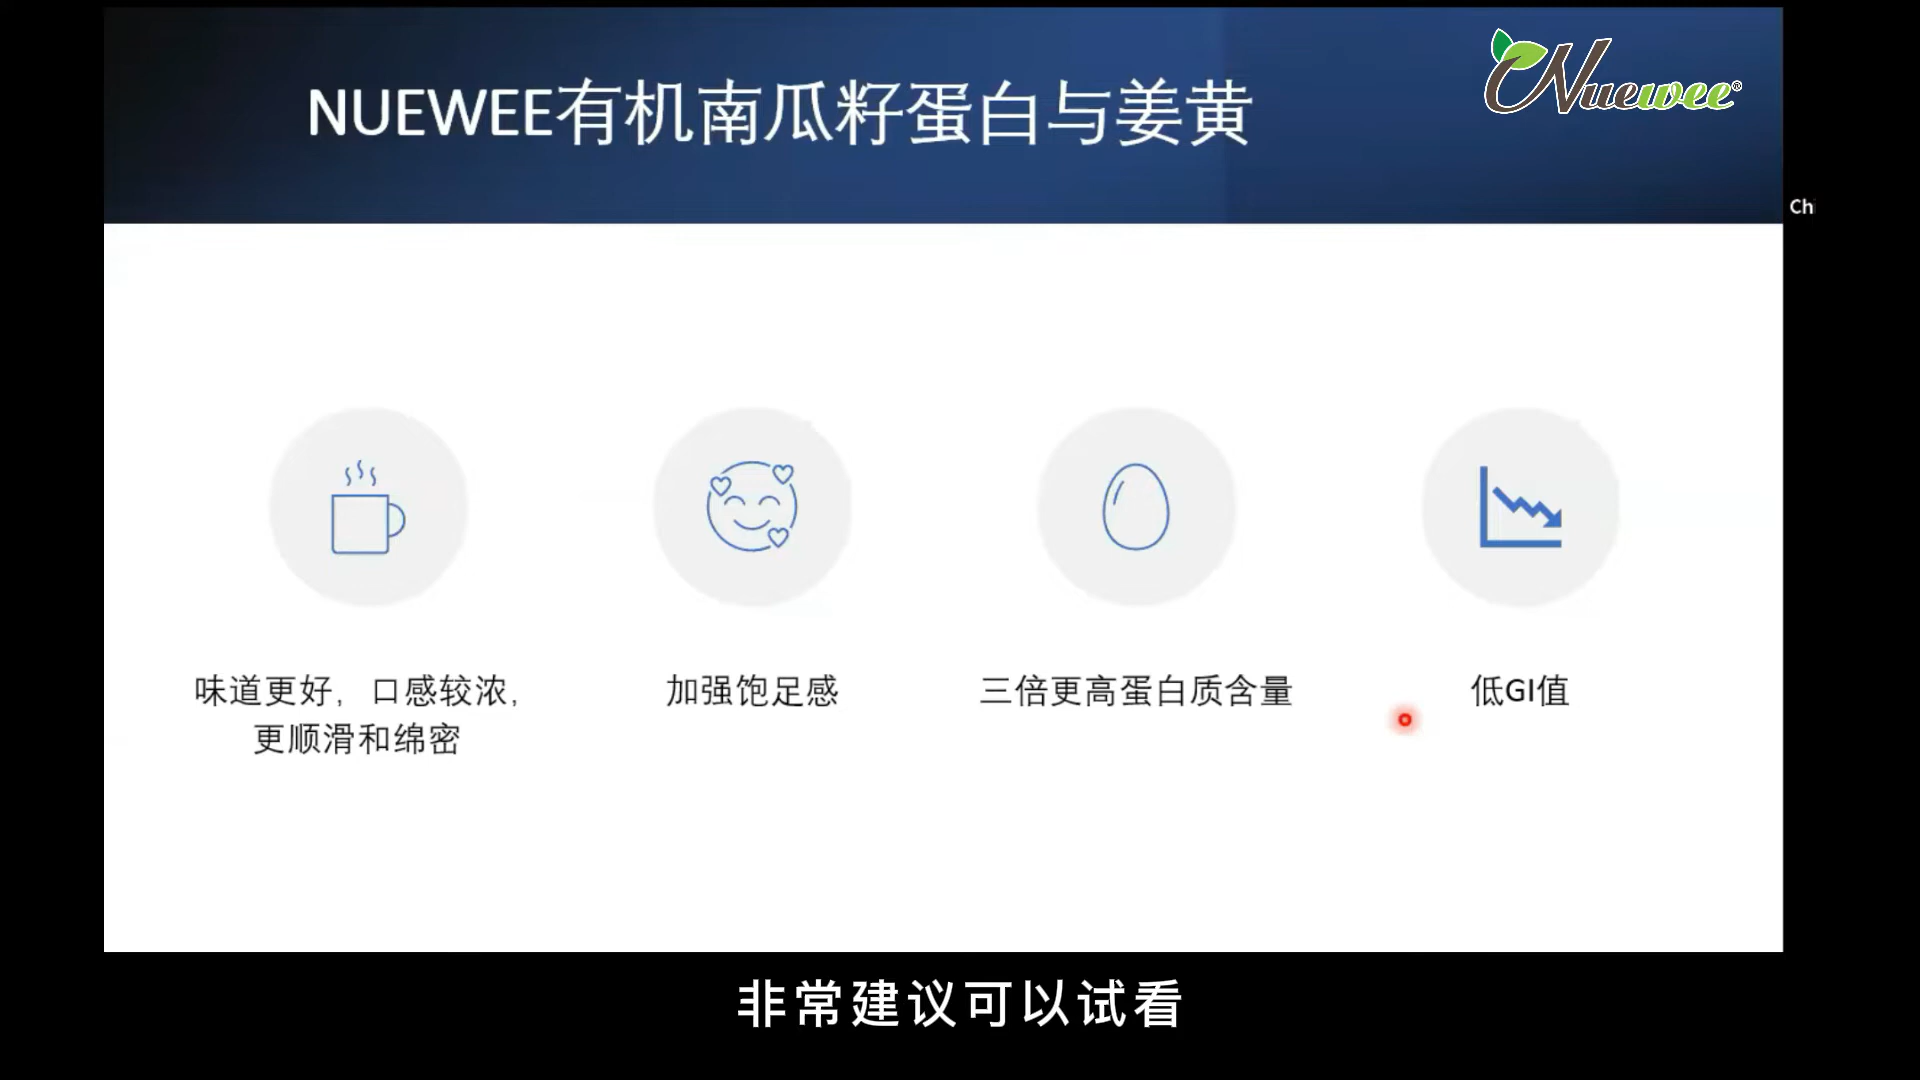 NUEWEE有机南瓜籽蛋白与姜黄
Nuewee®
Ch
味道更好，口感较浓，
更顺滑和绵密
加强饱足感
三倍更高蛋白质含量
低GI值
非常建议可以试看